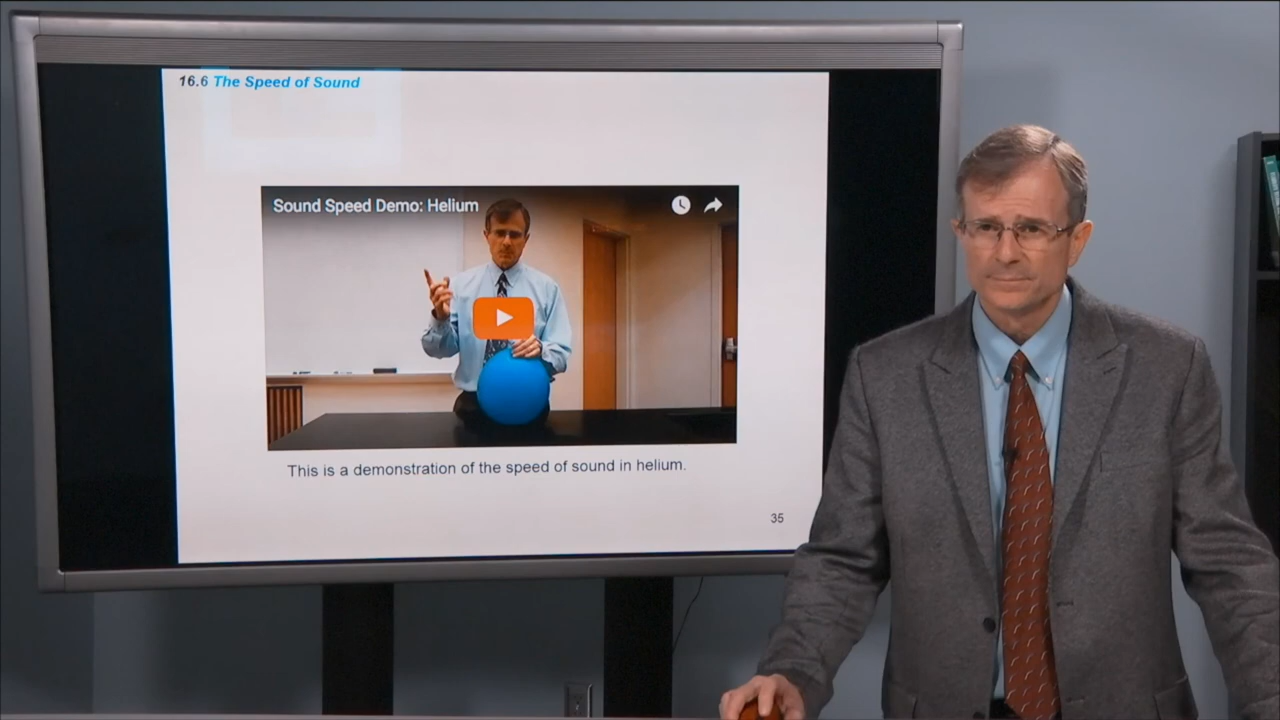 16.6 The Speed of Sound
Sound Speed Demo: Helium
This is a demonstration of the speed of sound in helium.
35